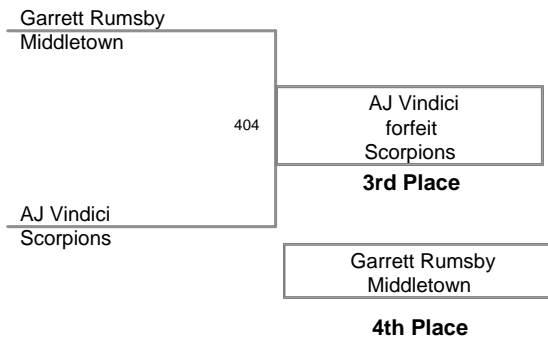 Garrett Rumsby
Middletown
404
AJ Vindici
forfeit
Scorpions
3rd Place
AJ Vindici
Scorpions
Garrett Rumsby
Middletown
4th Place